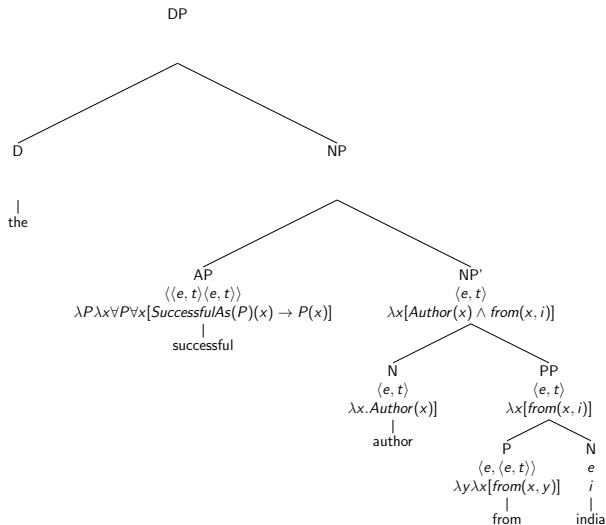 DP
D
NP
the
AP
NP'
⟨⟨e, t⟩⟨e, t⟩⟩
⟨e, t⟩
λPλx∀P∀x[SuccessfulAs(P)(x) → P(x)]
λx[Author(x) ∧ from(x, i)]
successful
N
PP
⟨e, t⟩
⟨e, t⟩
λx.Author(x)]
λx[from(x, i)]
author
P
N
⟨e, ⟨e, t⟩⟩
e
λyλx[from(x, y)]
i
from
india